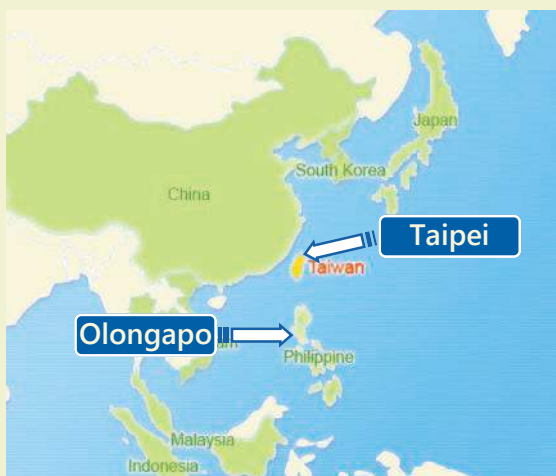 Japan
South Korea
China
Taipei
Taiwan
Olongapo
Philippine
Malaysia
Indonesia